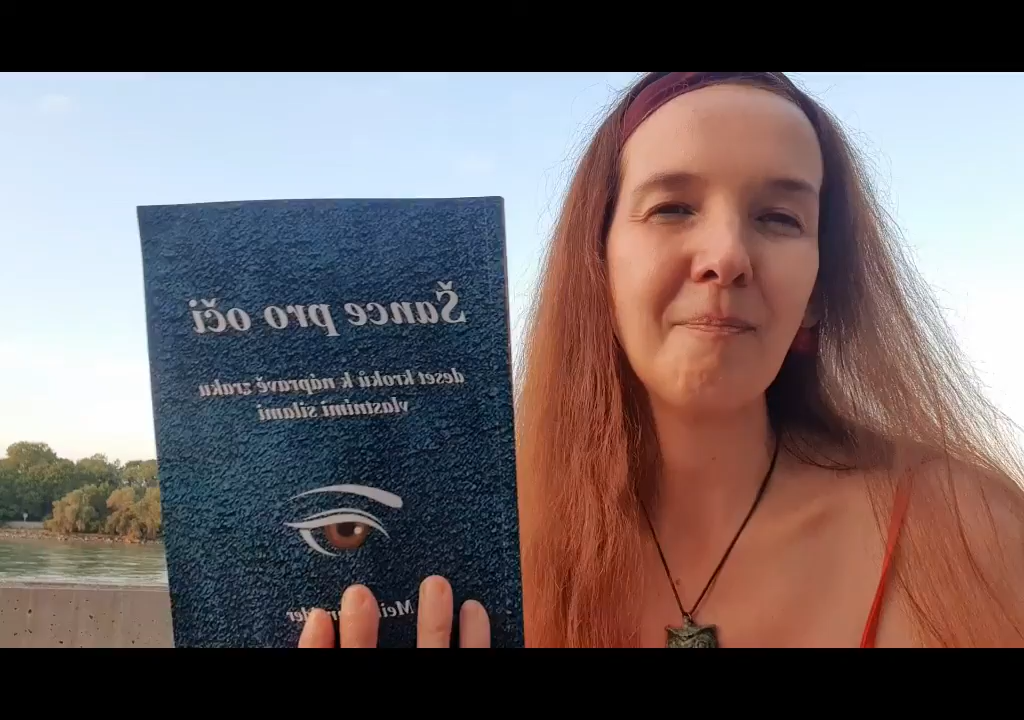 Šance pro oči
deset kroků k nápravě zraku
vlastními silami